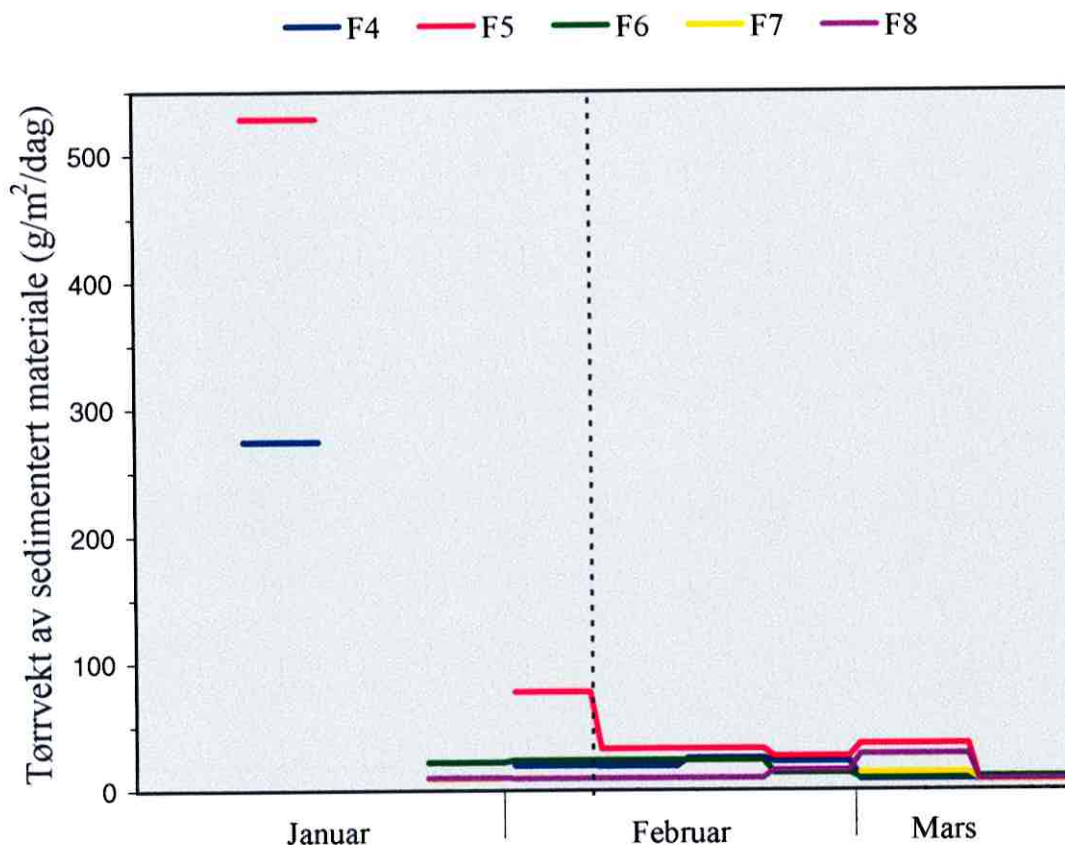 F4 F5 F6 F7 F8
Tørrvekt av sedimentert materiale (g/m²/dag)
500
400
300
200
100
0
Januar Februar Mars